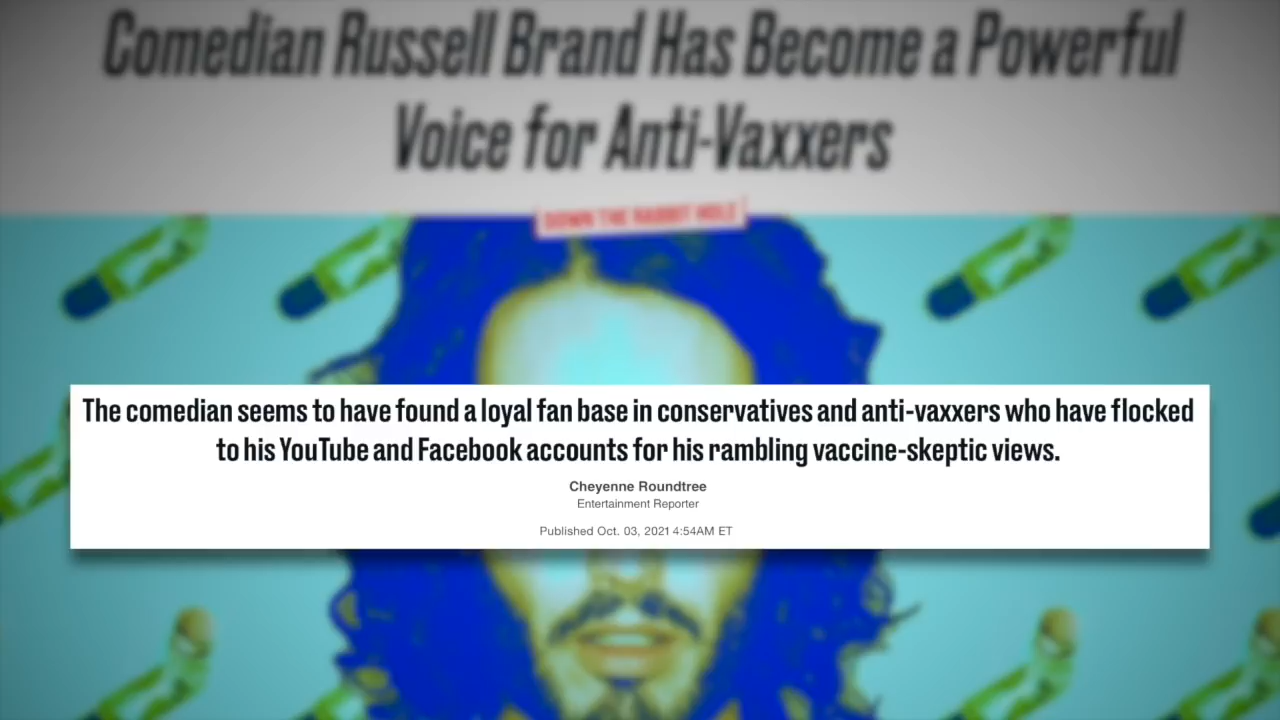 Comedian Russell Brand Has Become a Powerful
Voice for Anti-Vaxxers
DOWN THE RABBIT HOLE
The comedian seems to have found a loyal fan base in conservatives and anti-vaxxers who have flocked
to his YouTube and Facebook accounts for his rambling vaccine-skeptic views.
Cheyenne Roundtree
Entertainment Reporter
Published Oct. 03, 2021 4:54AM ET